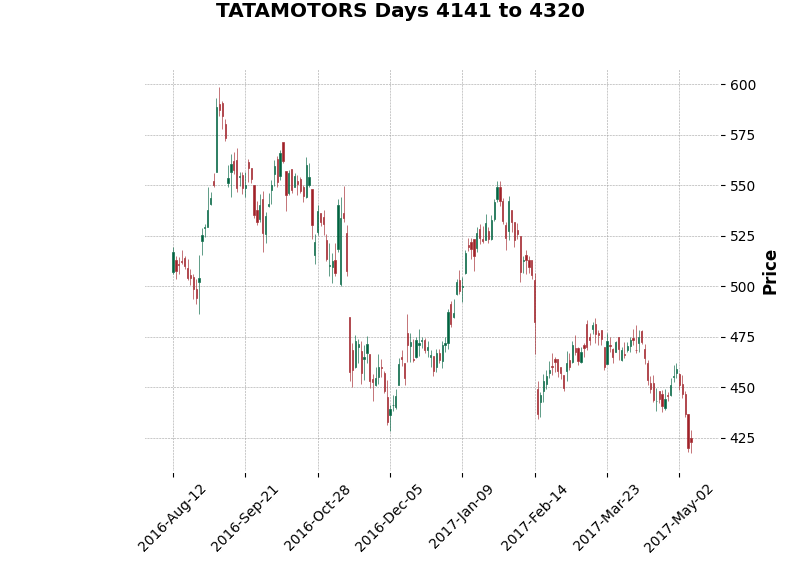 TATAMOTORS Days 4141 to 4320
600
575
550
525
500
475
450
425
Price
2016-Aug-12
2016-Sep-21
2016-Oct-28
2016-Dec-05
2017-Jan-09
2017-Feb-14
2017-Mar-23
2017-May-02